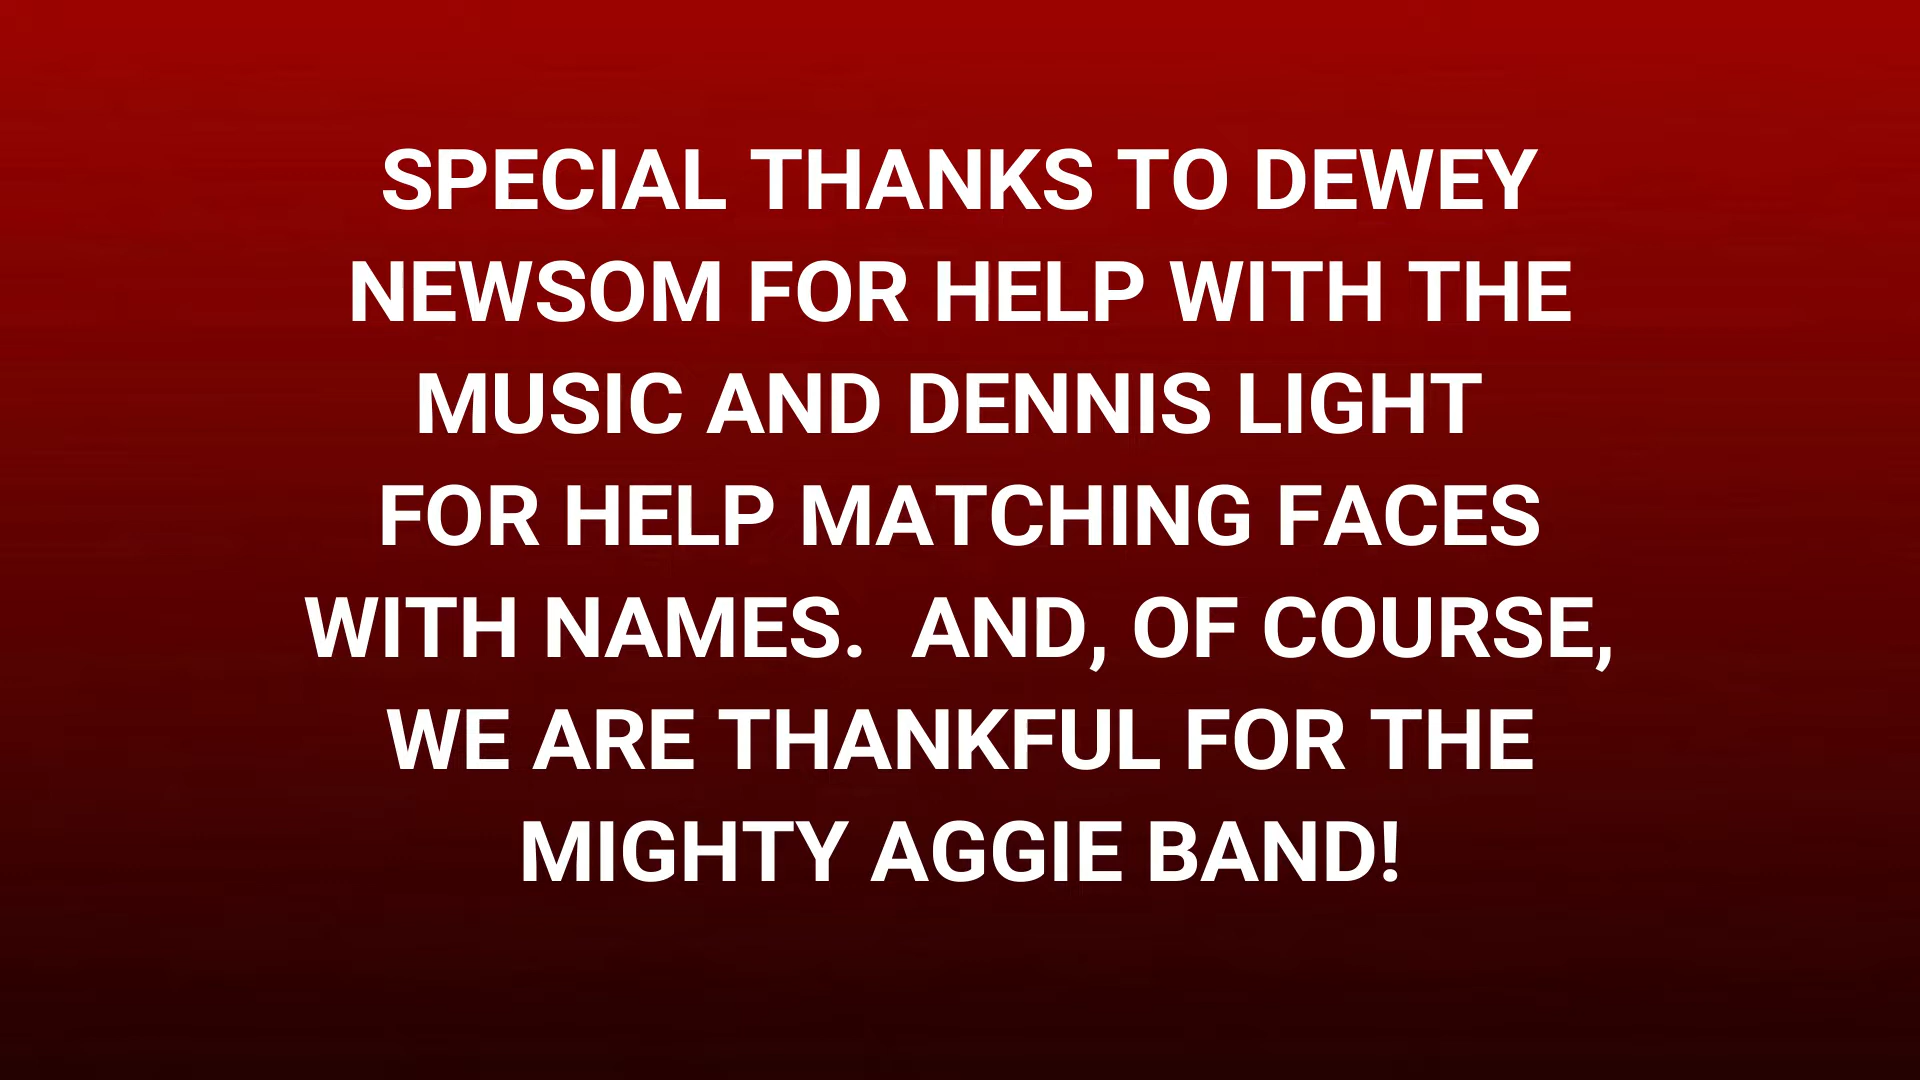 SPECIAL THANKS TO DEWEY
NEWSOM FOR HELP WITH THE
MUSIC AND DENNIS LIGHT
FOR HELP MATCHING FACES
WITH NAMES.  AND, OF COURSE,
WE ARE THANKFUL FOR THE
MIGHTY AGGIE BAND!